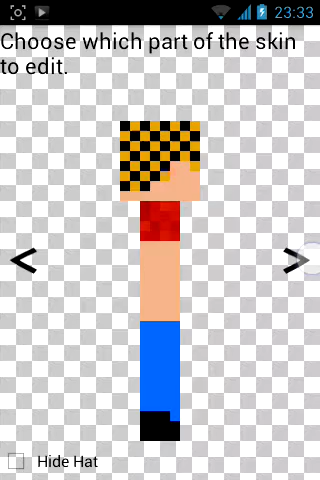 23:33
Choose which part of the skin
to edit.
< >
Hide Hat